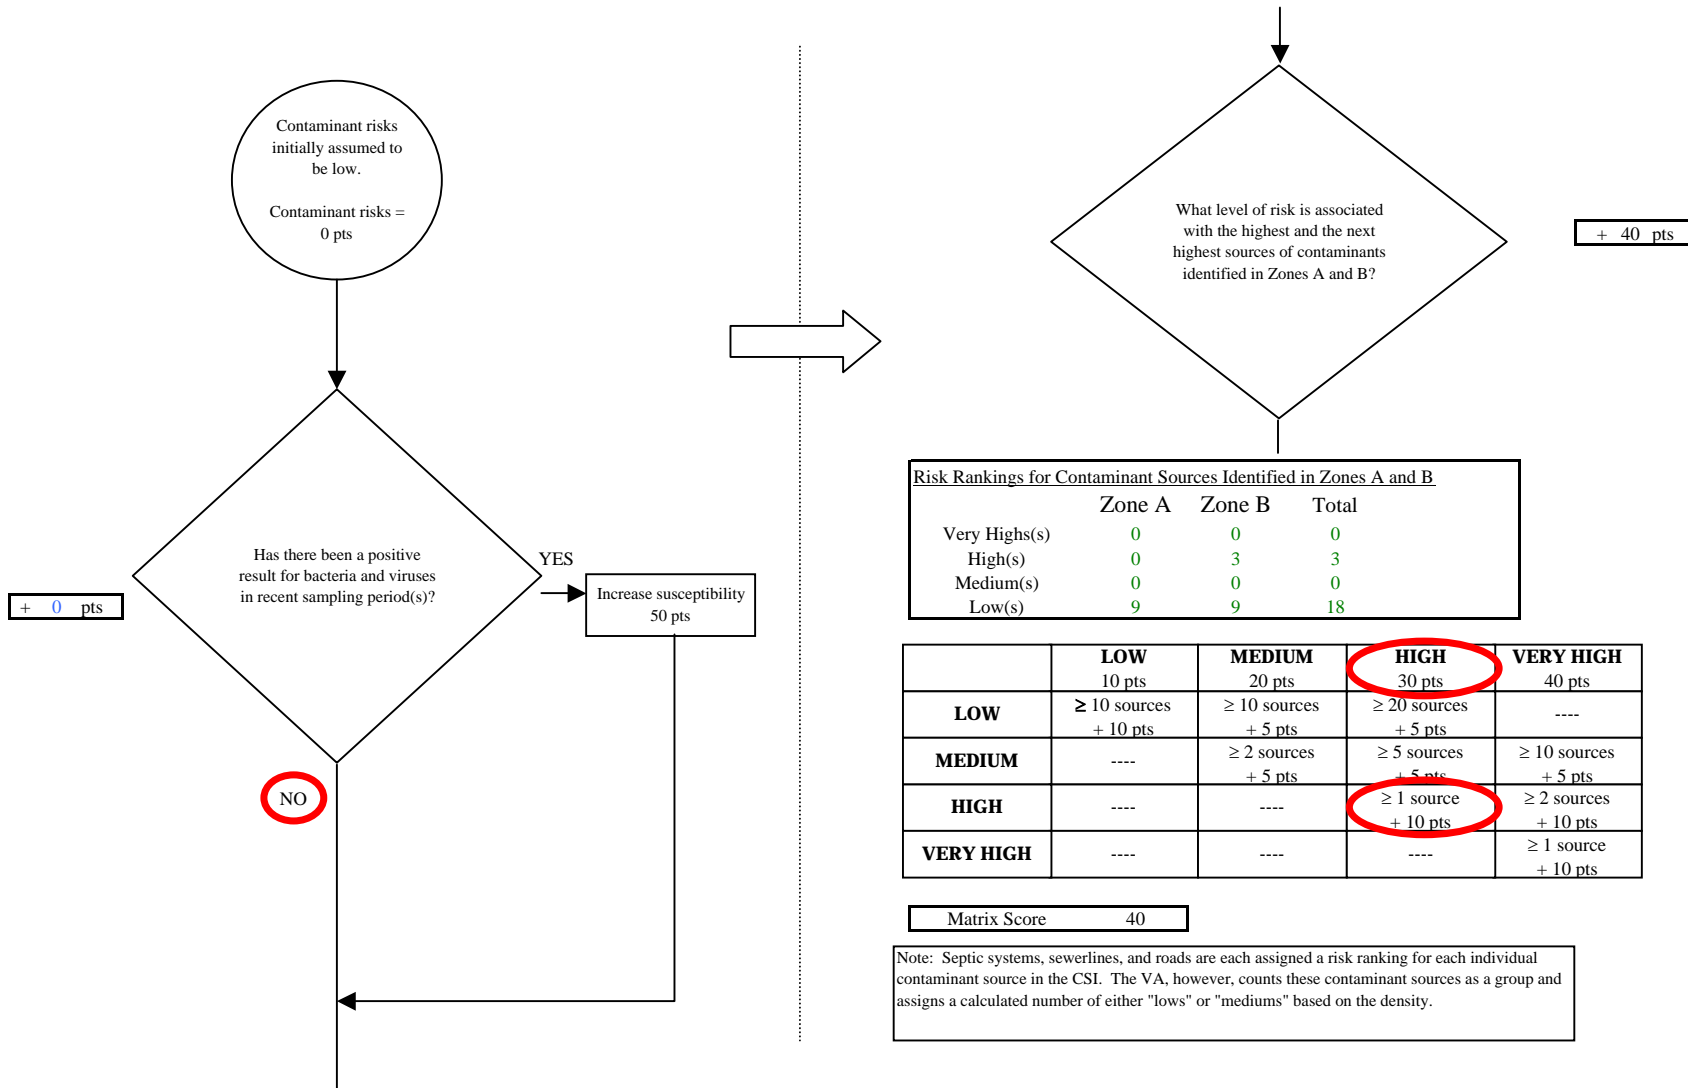 Contaminant risks
initially assumed to
be low.
Contaminant risks =
0 pts
Has there been a positive
result for bacteria and viruses
in recent sampling period(s)?
YES
+ 0 pts
Increase susceptibility
50 pts
NO
What level of risk is associated
with the highest and the next
highest sources of contaminants
identified in Zones A and B?
+ 40 pts
Risk Rankings for Contaminant Sources Identified in Zones A and B
Zone A Zone B Total
Very Highs(s) 0 0 0
High(s) 0 3 3
Medium(s) 0 0 0
Low(s) 9 9 18
LOW MEDIUM HIGH VERY HIGH
10 pts 20 pts 30 pts 40 pts
LOW ≥ 10 sources ≥ 10 sources ≥ 20 sources ----
+ 10 pts + 5 pts + 5 pts
MEDIUM ---- ≥ 2 sources ≥ 5 sources ≥ 10 sources
+ 5 pts + 5 pts + 5 pts
HIGH ---- ---- ≥ 1 source ≥ 2 sources
+ 10 pts + 10 pts
VERY HIGH ---- ---- ---- ≥ 1 source
+ 10 pts
Matrix Score 40
Note: Septic systems, sewerlines, and roads are each assigned a risk ranking for each individual
contaminant source in the CSI. The VA, however, counts these contaminant sources as a group and
assigns a calculated number of either "lows" or "mediums" based on the density.